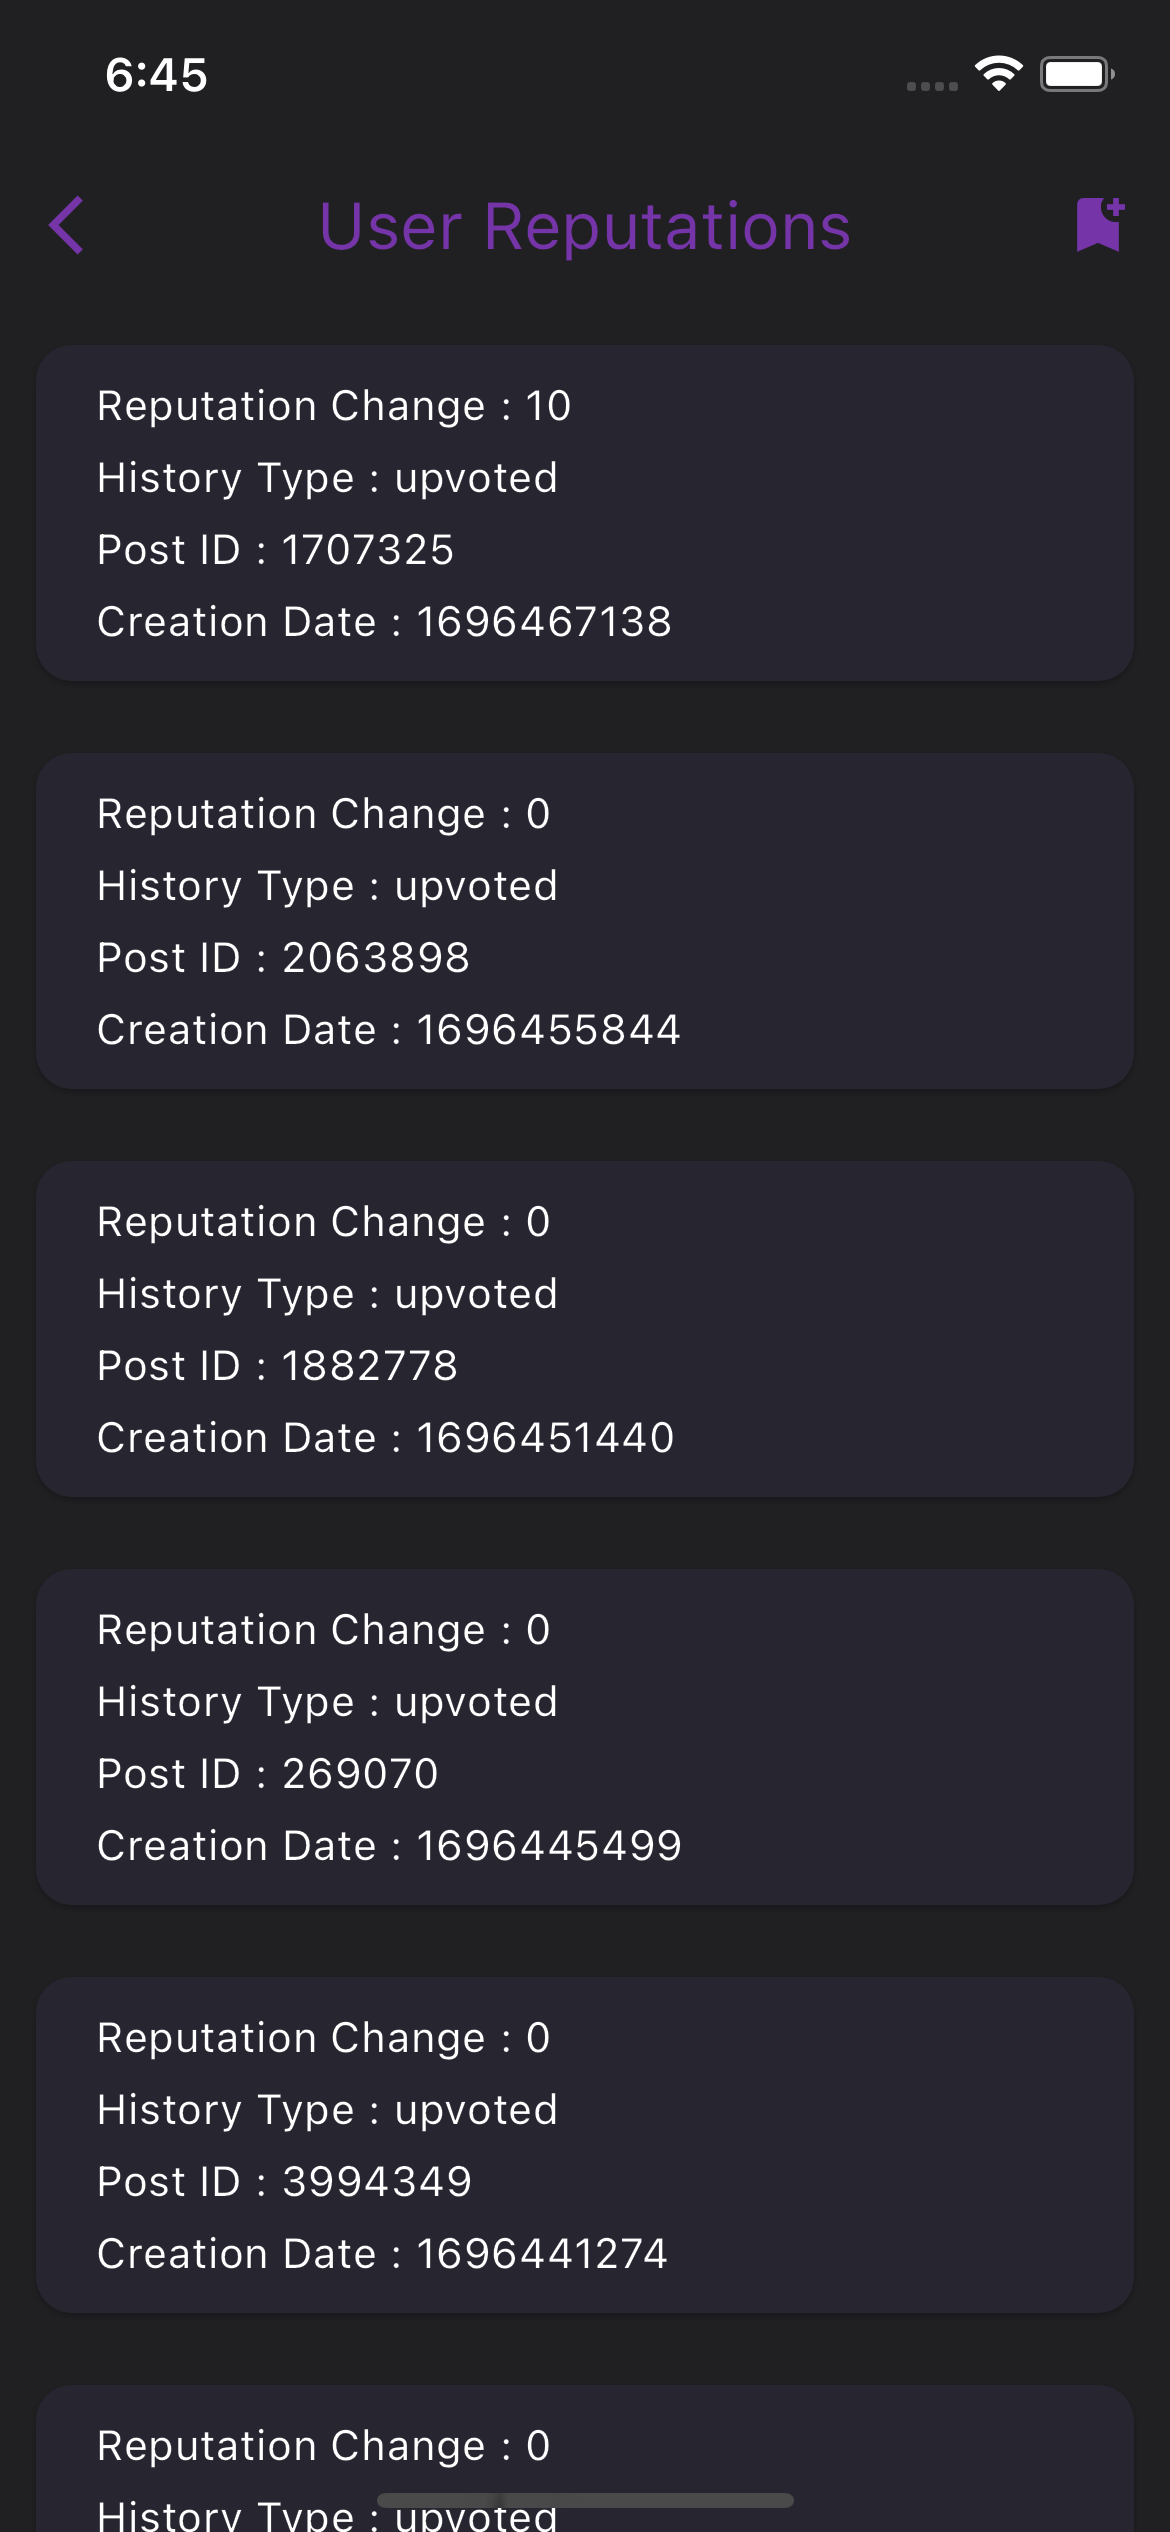 6:45
User Reputations
Reputation Change : 10
History Type : upvoted
Post ID : 1707325
Creation Date : 1696467138
Reputation Change : 0
History Type : upvoted
Post ID : 2063898
Creation Date : 1696455844
Reputation Change : 0
History Type : upvoted
Post ID : 1882778
Creation Date : 1696451440
Reputation Change : 0
History Type : upvoted
Post ID : 269070
Creation Date : 1696445499
Reputation Change : 0
History Type : upvoted
Post ID : 3994349
Creation Date : 1696441274
Reputation Change : 0
History Type : upvoted